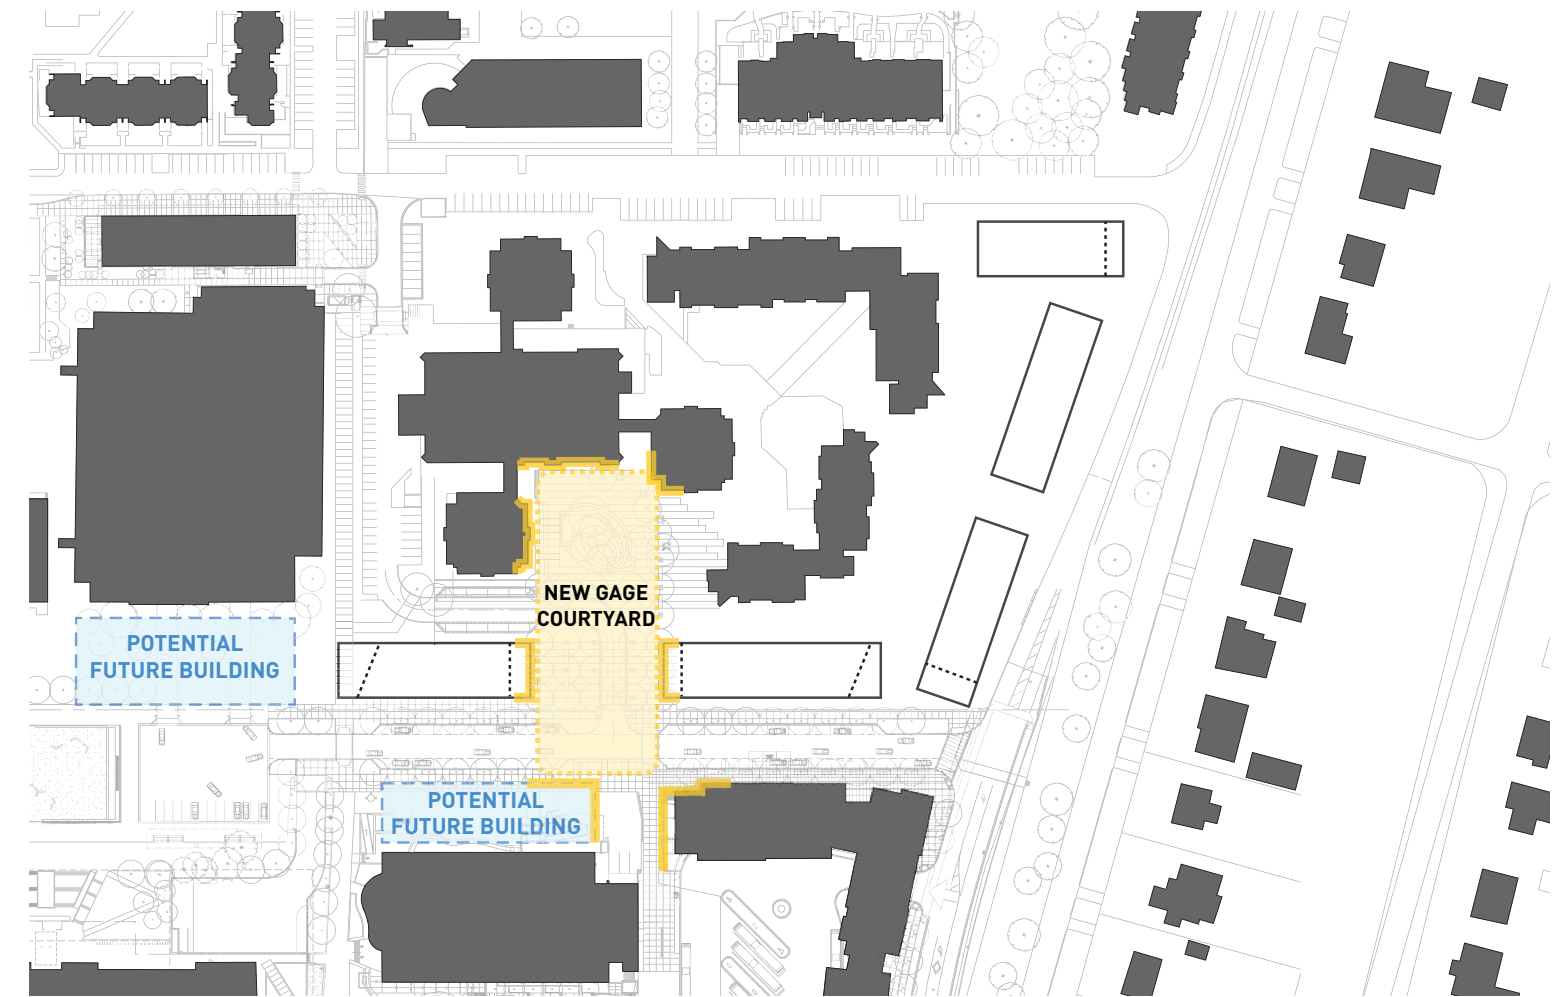 NEW GAGE
COURTYARD
POTENTIAL
FUTURE BUILDING
POTENTIAL
FUTURE BUILDING